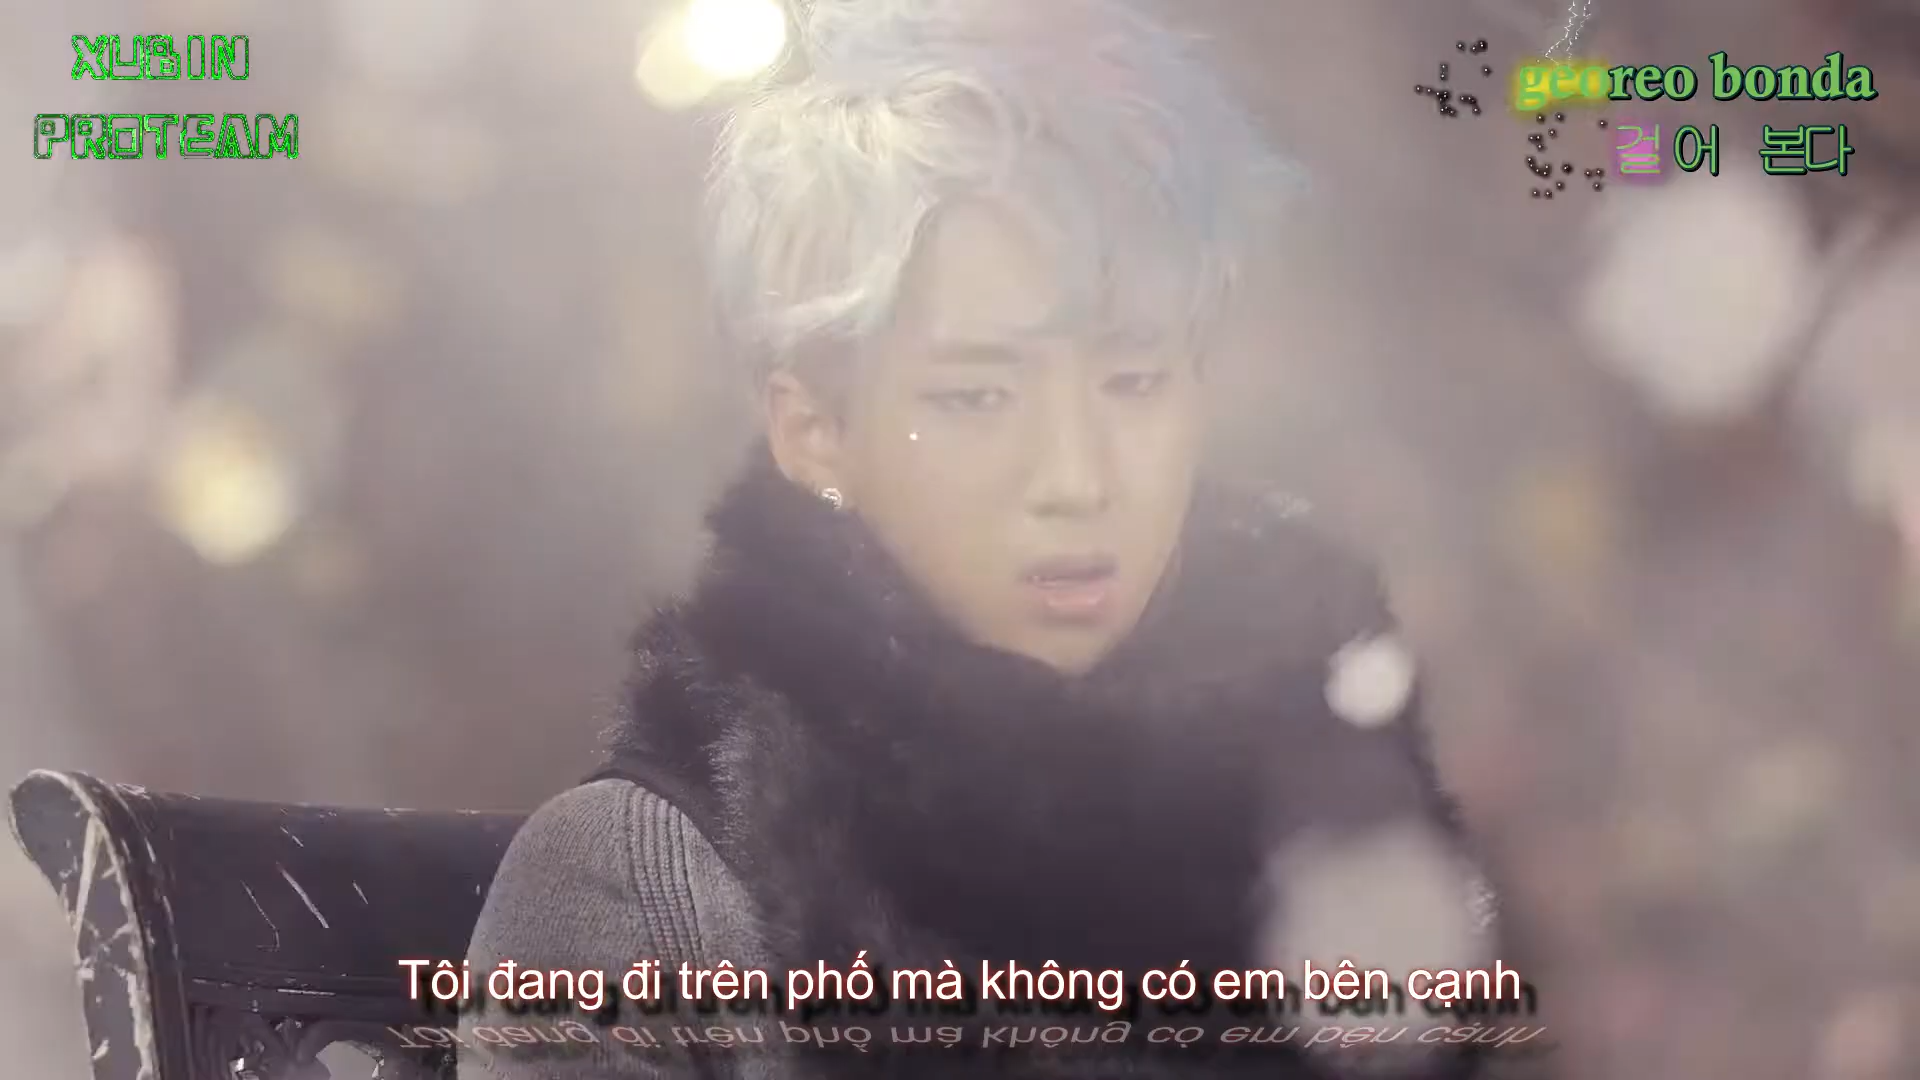 XUBIN
PROTEAM
georeo bonda
걸어 본다
Tôi đang đi trên phố mà không có em bên cạnh